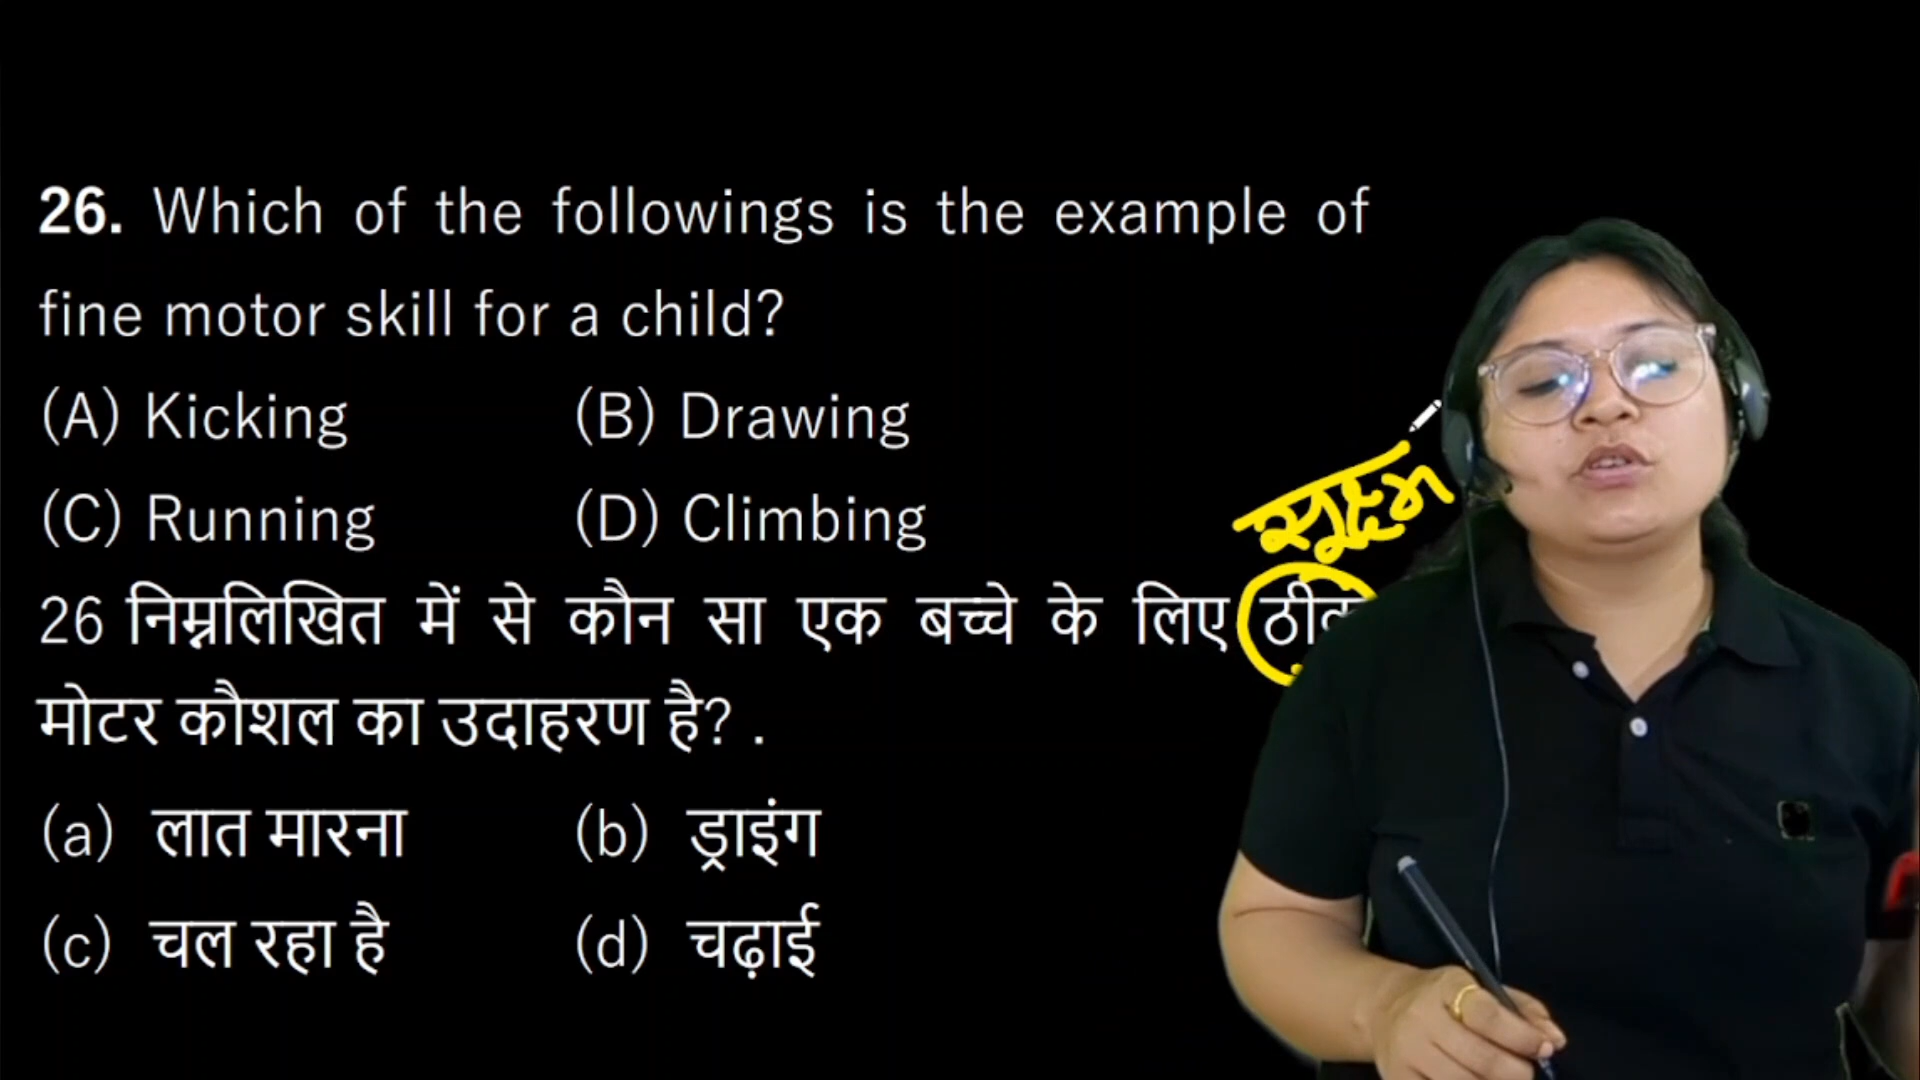 26. Which of the followings is the example of
fine motor skill for a child?
(A) Kicking (B) Drawing
(C) Running (D) Climbing
सूक्ष्म
26 निम्नलिखित में से कौन सा एक बच्चे के लिए
मोटर कौशल का उदाहरण है? .
(a) लात मारना (b) ड्राइंग
(c) चल रहा है (d) चढ़ाई